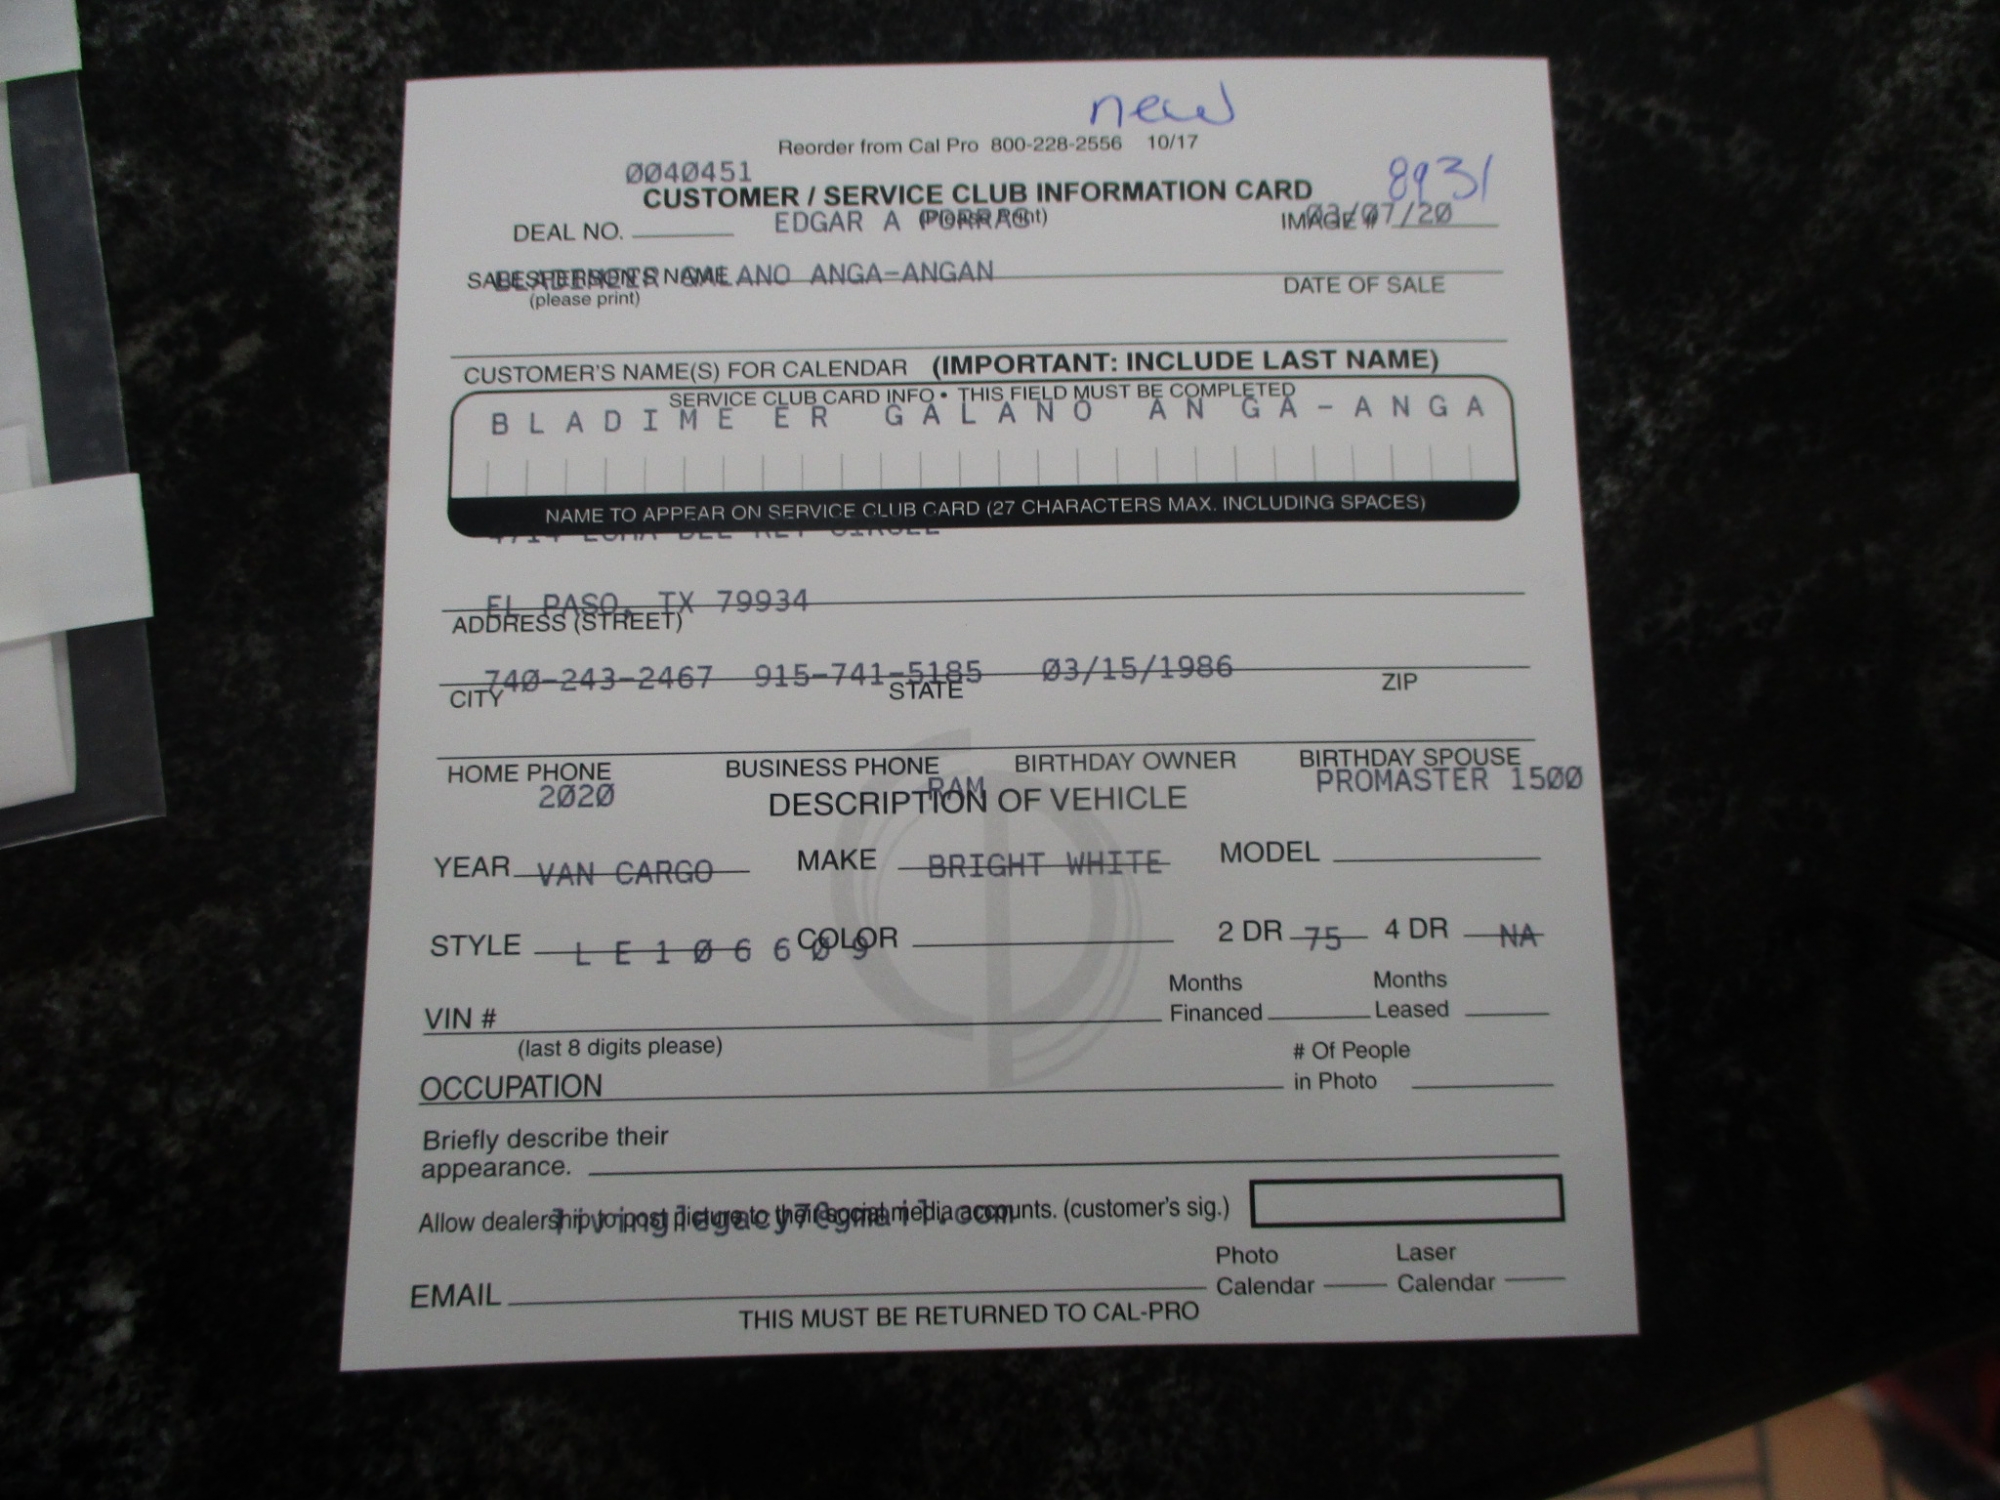 new
Reorder from Cal Pro 800-228-2556 10/17
0040451
8931
CUSTOMER / SERVICE CLUB INFORMATION CARD
DEAL NO. EDGAR A (Please Print) IMAGE # 03/07/20
SALESPERSON'S NAME ANGA-ANGAN
(please print) DATE OF SALE
CUSTOMER'S NAME(S) FOR CALENDAR (IMPORTANT: INCLUDE LAST NAME)
SERVICE CLUB CARD INFO • THIS FIELD MUST BE COMPLETED
BLADIME ER GALANO AN GA-ANGA
NAME TO APPEAR ON SERVICE CLUB CARD (27 CHARACTERS MAX. INCLUDING SPACES)
EL PASO, TX 79934
ADDRESS (STREET)
740-243-2467 915-741-5185 03/15/1986
CITY STATE ZIP
HOME PHONE BUSINESS PHONE BIRTHDAY OWNER BIRTHDAY SPOUSE
2020 RAM PROMASTER 1500
DESCRIPTION OF VEHICLE
YEAR VAN CARGO MAKE BRIGHT WHITE MODEL
STYLE LE106609 COLOR 2 DR 75 4 DR NA
VIN # Months Financed Months Leased
(last 8 digits please)
OCCUPATION # Of People in Photo
Briefly describe their
appearance.
Allow dealership to post picture to their social media accounts. (customer's sig.)
EMAIL Photo Calendar Laser Calendar
THIS MUST BE RETURNED TO CAL-PRO